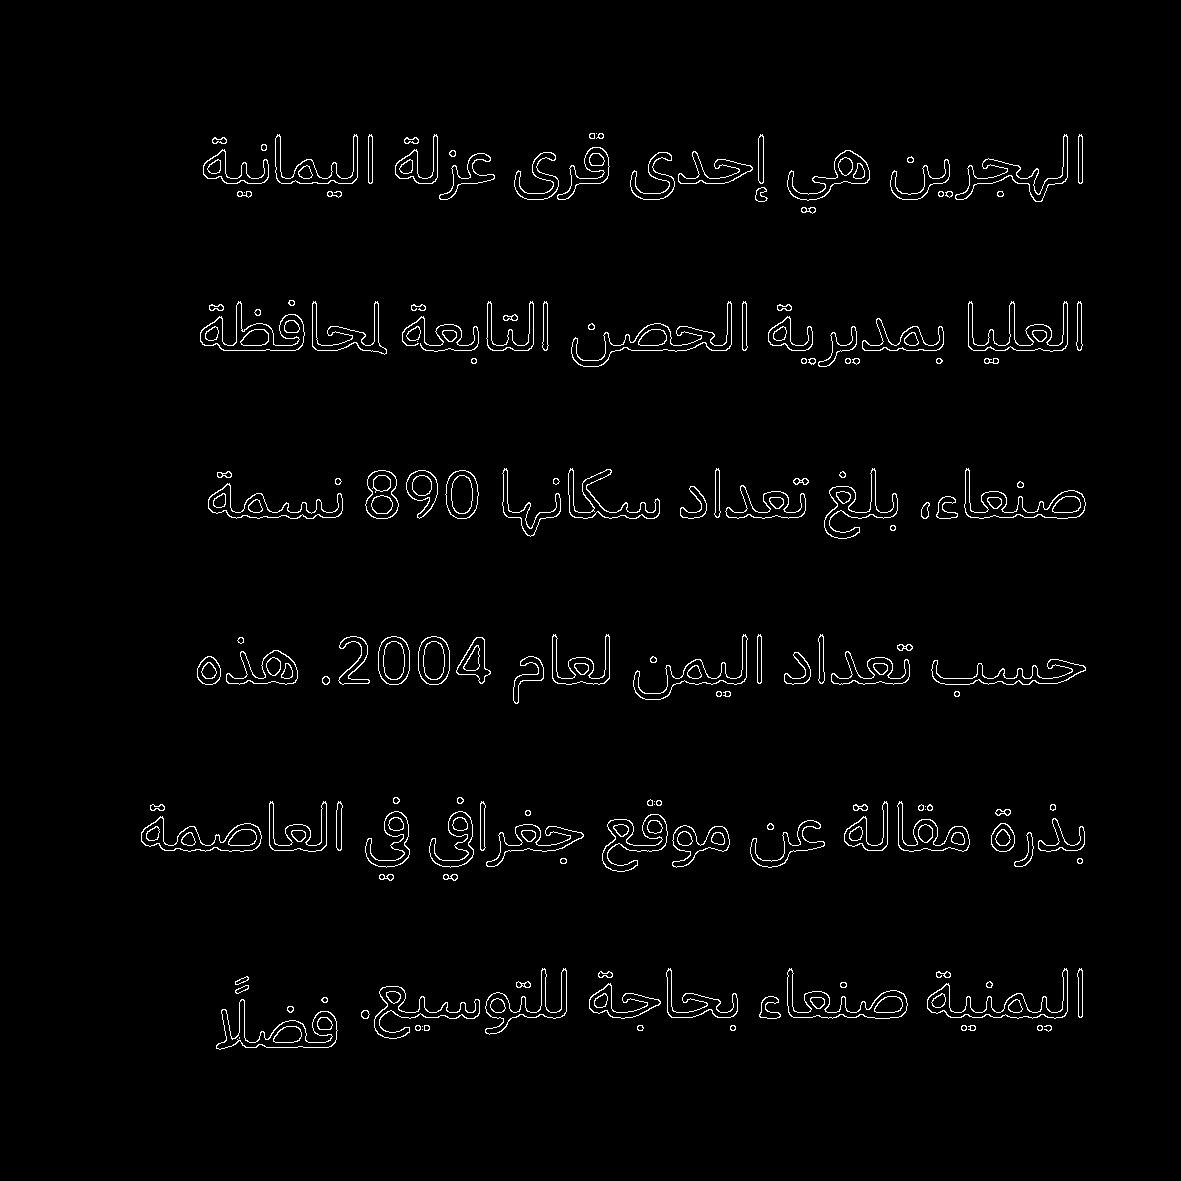 الهجرين هي إحدى قرى عزلة اليمانية
العليا بمديرية الحصن التابعة لمحافظة
صنعاء، بلغ تعداد سكانها 890 نسمة
حسب تعداد اليمن لعام 2004. هذه
بذرة مقالة عن موقع جغرافي في العاصمة
اليمنية صنعاء بحاجة للتوسيع. فضلًا